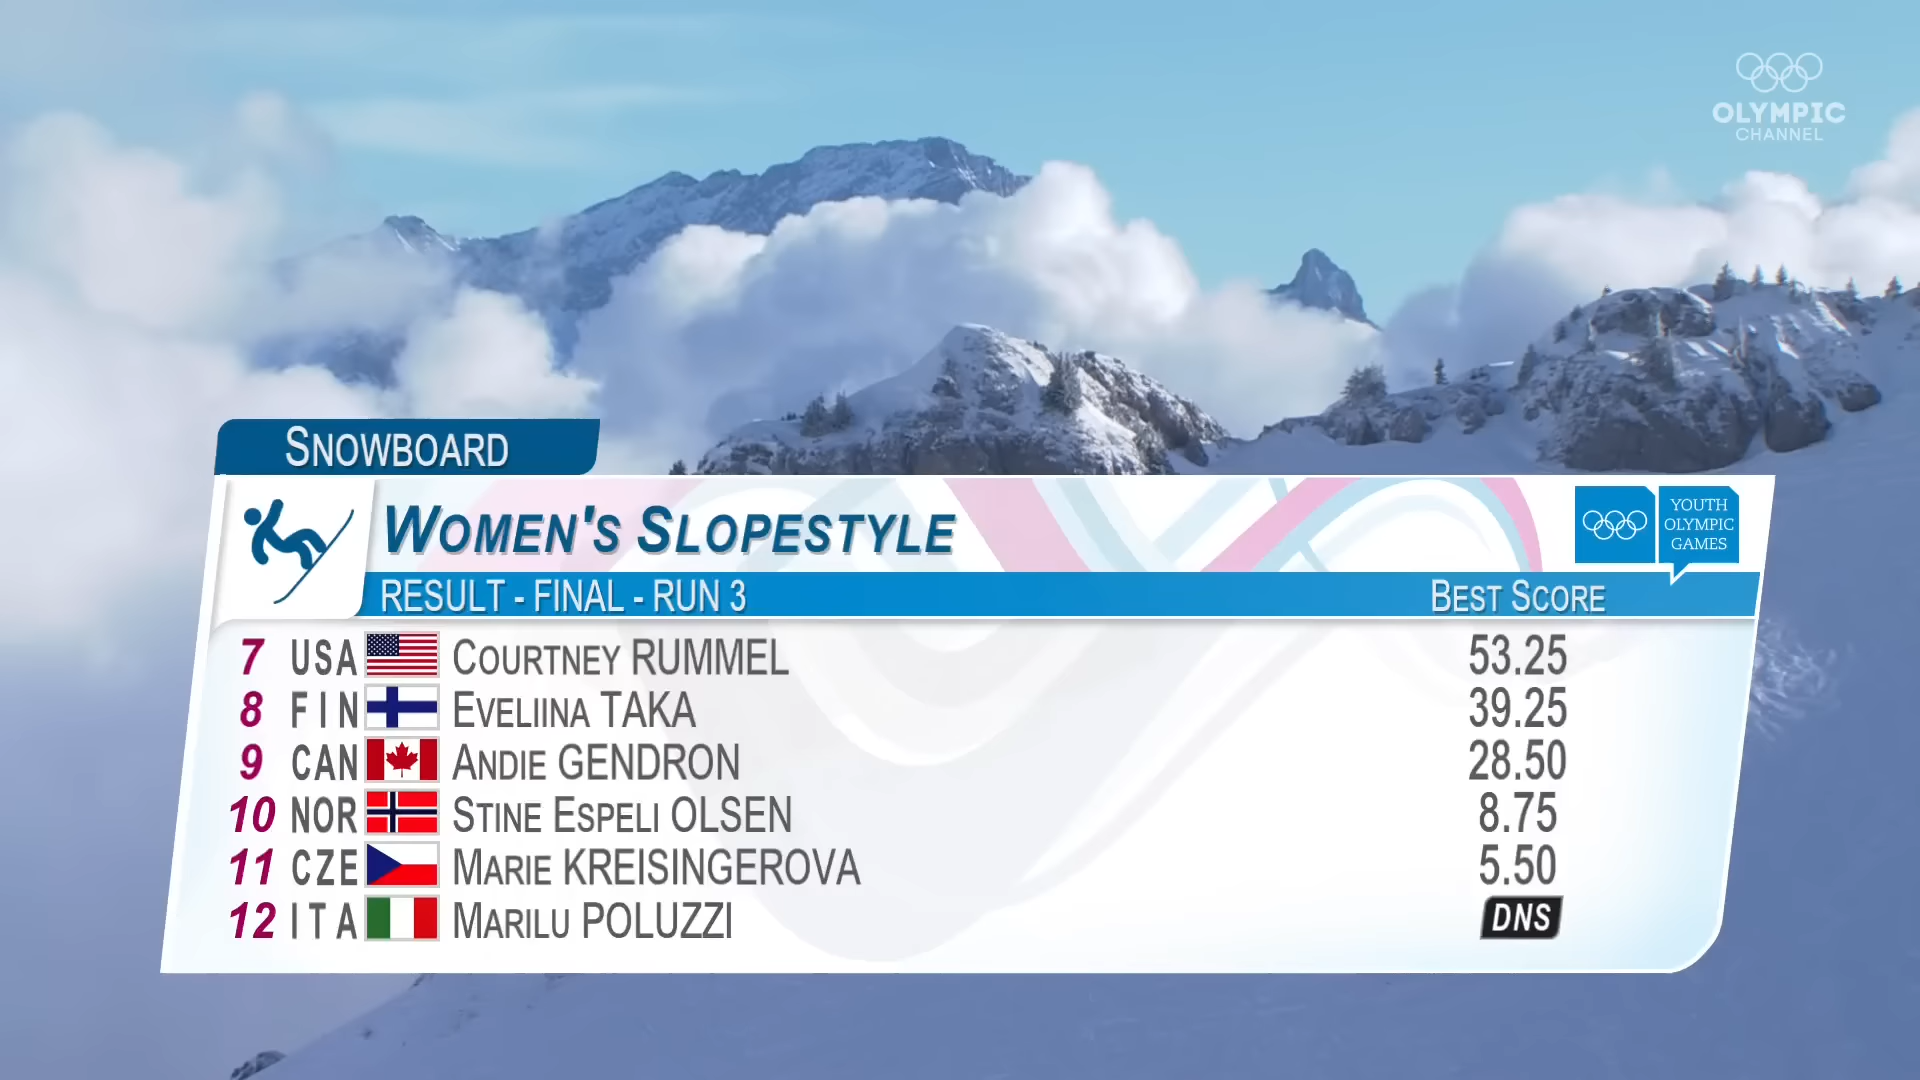 OLYMPIC
CHANNEL
SNOWBOARD
WOMEN'S SLOPESTYLE
YOUTH
OLYMPIC
GAMES
RESULT - FINAL - RUN 3 BEST SCORE
7 USA COURTNEY RUMMEL 53.25
8 FIN EVELIINA TAKA 39.25
9 CAN ANDIE GENDRON 28.50
10 NOR STINE ESPELI OLSEN 8.75
11 CZE MARIE KREISINGEROVA 5.50
12 ITA MARILU POLUZZI DNS